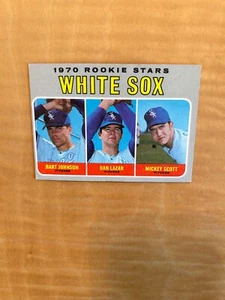 1970 ROOKIE STARS
WHITE SOX
BART JOHNSON
DAN LAZAR
MICKEY SCOTT